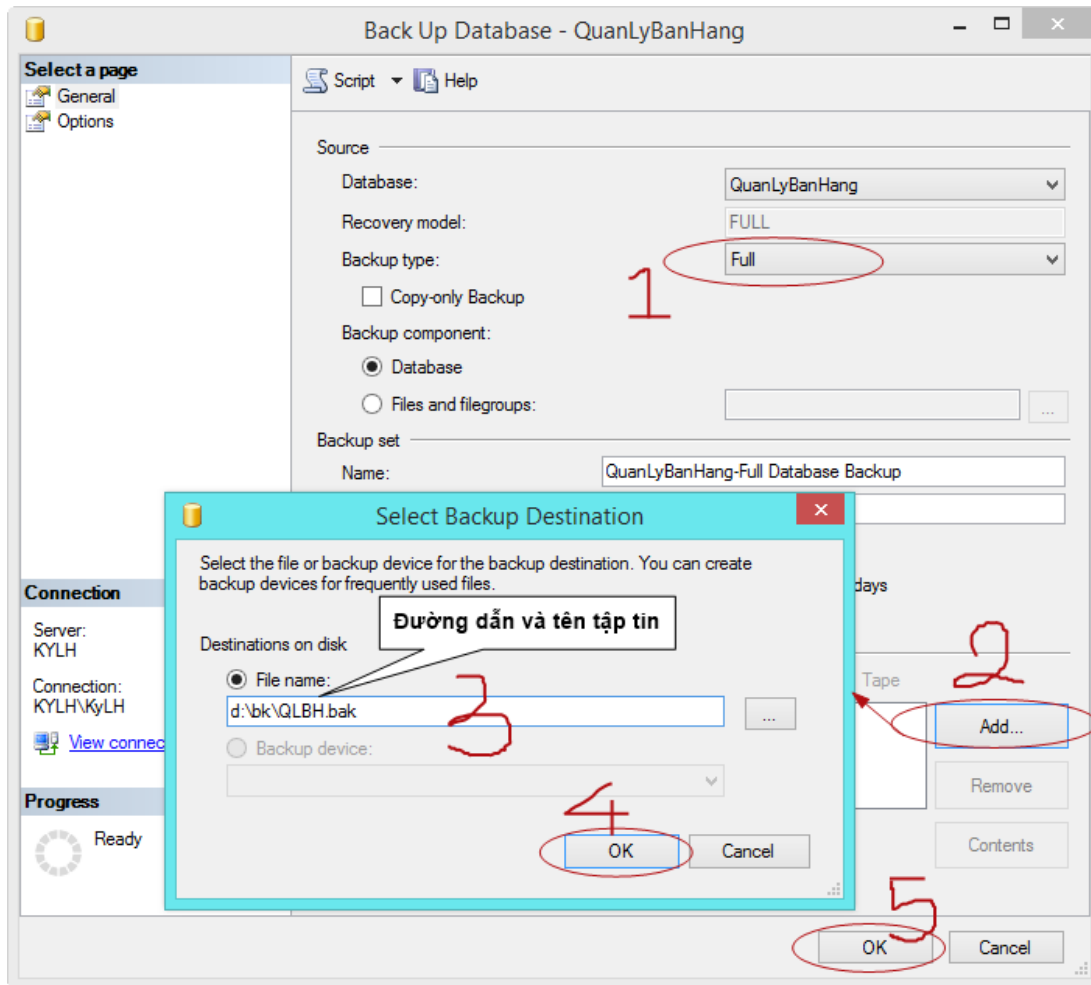 Back Up Database - QuanLyBanHang
Select a page
General
Options
Script
Help
Source
Database:
QuanLyBanHang
Recovery model:
FULL
Backup type:
Full
1
Copy-only Backup
Backup component:
Database
Files and filegroups:
...
Backup set
Name:
QuanLyBanHang-Full Database Backup
Select Backup Destination
Select the file or backup device for the backup destination. You can create
backup devices for frequently used files.
days
Đường dẫn và tên tập tin
Destinations on disk
File name:
3
d:\bk\QLBH.bak
...
Backup device:
4
OK
Cancel
2
Tape
Add...
Remove
Contents
Connection
Server:
KYLH
Connection:
KYLH\KyLH
View connec
Progress
Ready
5
OK
Cancel